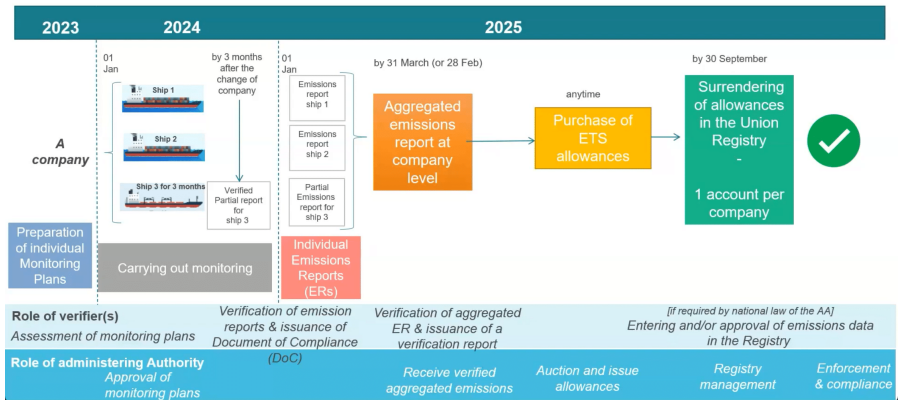 2023
2024
2025
01
Jan
by 3 months
after the
change of
company
01
Jan
by 31 March (or 28 Feb)
by 30 September
A
company
Ship 1
Ship 2
Ship 3 for 3 months
Verified
Partial report
for
ship 3
Emissions
report
ship 1
Emissions
report
ship 2
Partial
Emissions
report for
ship 3
Aggregated
emissions
report at
company
level
anytime
Purchase of
ETS
allowances
Surrendering
of allowances
in the Union
Registry
-
1 account per
company
Preparation
of individual
Monitoring
Plans
Carrying out monitoring
Individual
Emissions
Reports
(ERs)
Role of verifier(s)
Assessment of monitoring plans
Verification of emission
reports & issuance of
Document of Compliance
(DoC)
Verification of aggregated
ER & issuance of a
verification report
[if required by national law of the AA]
Entering and/or approval of emissions data
in the Registry
Role of administering Authority
Approval of
monitoring plans
Receive verified
aggregated emissions
Auction and issue
allowances
Registry
management
Enforcement
& compliance